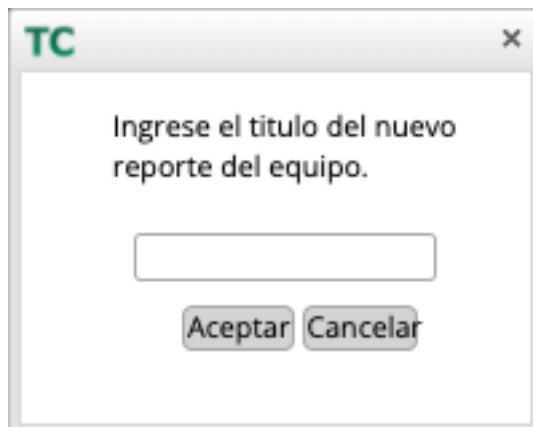 TC ×
Ingrese el titulo del nuevo
reporte del equipo.
Aceptar Cancelar